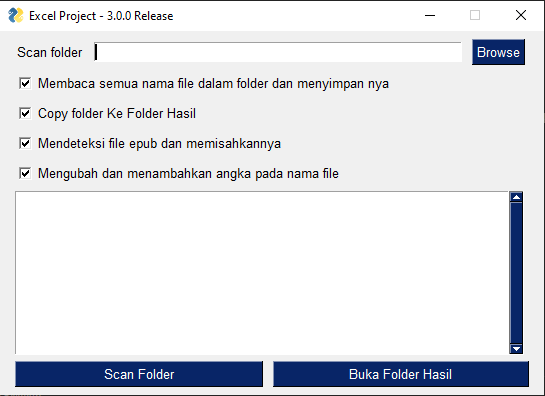 Excel Project - 3.0.0 Release
Scan folder Browse
Membaca semua nama file dalam folder dan menyimpan nya
Copy folder Ke Folder Hasil
Mendeteksi file epub dan memisahkannya
Mengubah dan menambahkan angka pada nama file
Scan Folder Buka Folder Hasil